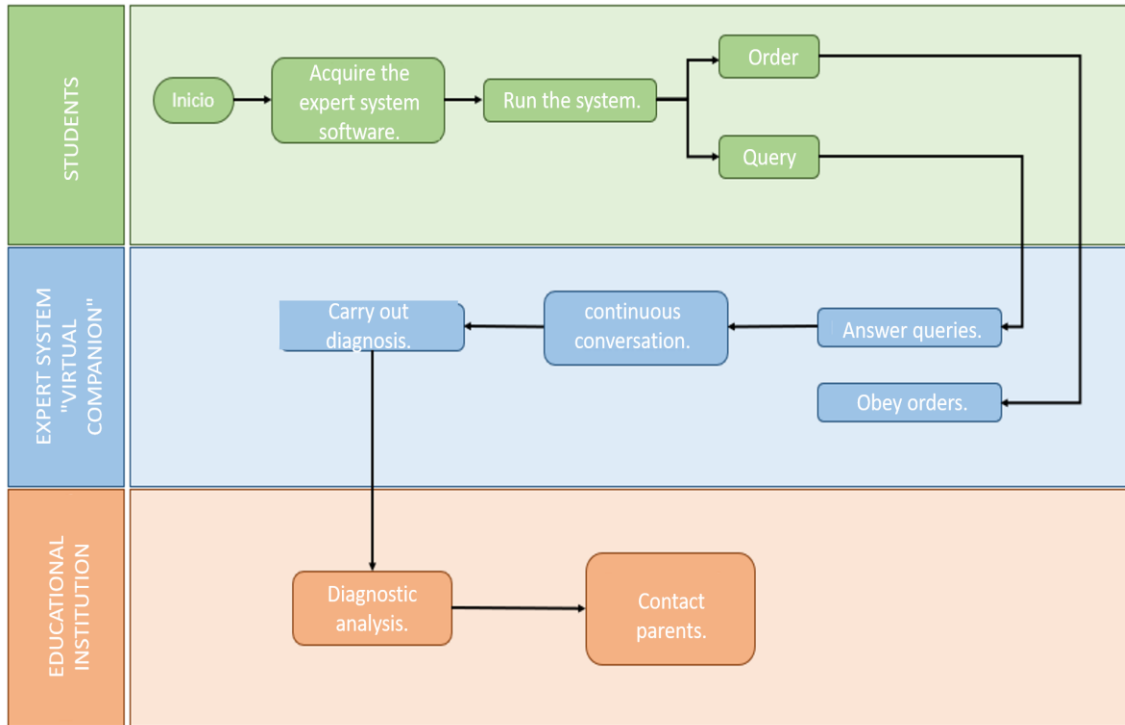 STUDENTS
Inicio
Acquire the
expert system
software.
Run the system.
Order
Query
EXPERT SYSTEM
"VIRTUAL
COMPANION"
Carry out
diagnosis.
continuous
conversation.
Answer queries.
Obey orders.
EDUCATIONAL
INSTITUTION
Diagnostic
analysis.
Contact
parents.